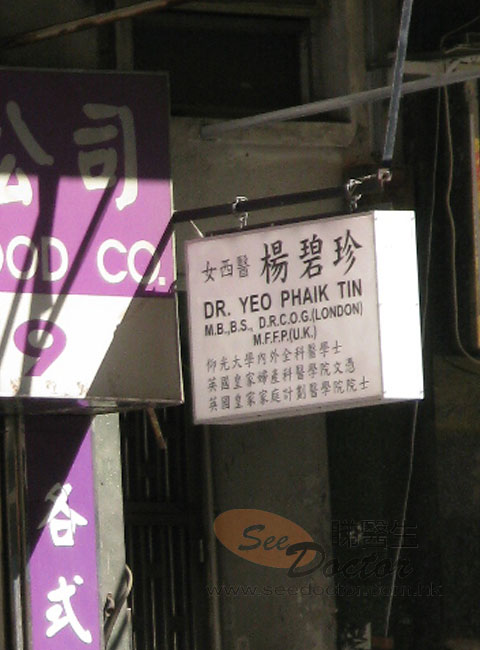 公司
OOD CO.
9
各式
女西醫 楊碧珍
DR. YEO PHAIK TIN
M.B.,B.S., D.R.C.O.G.(LONDON)
M.F.F.P.(U.K.)
仰光大學內外全科醫學士
英國皇家婦產科醫學院文憑
英國皇家家庭計劃醫學院院士
See Doctor 睇醫生
www.seedoctor.com.hk